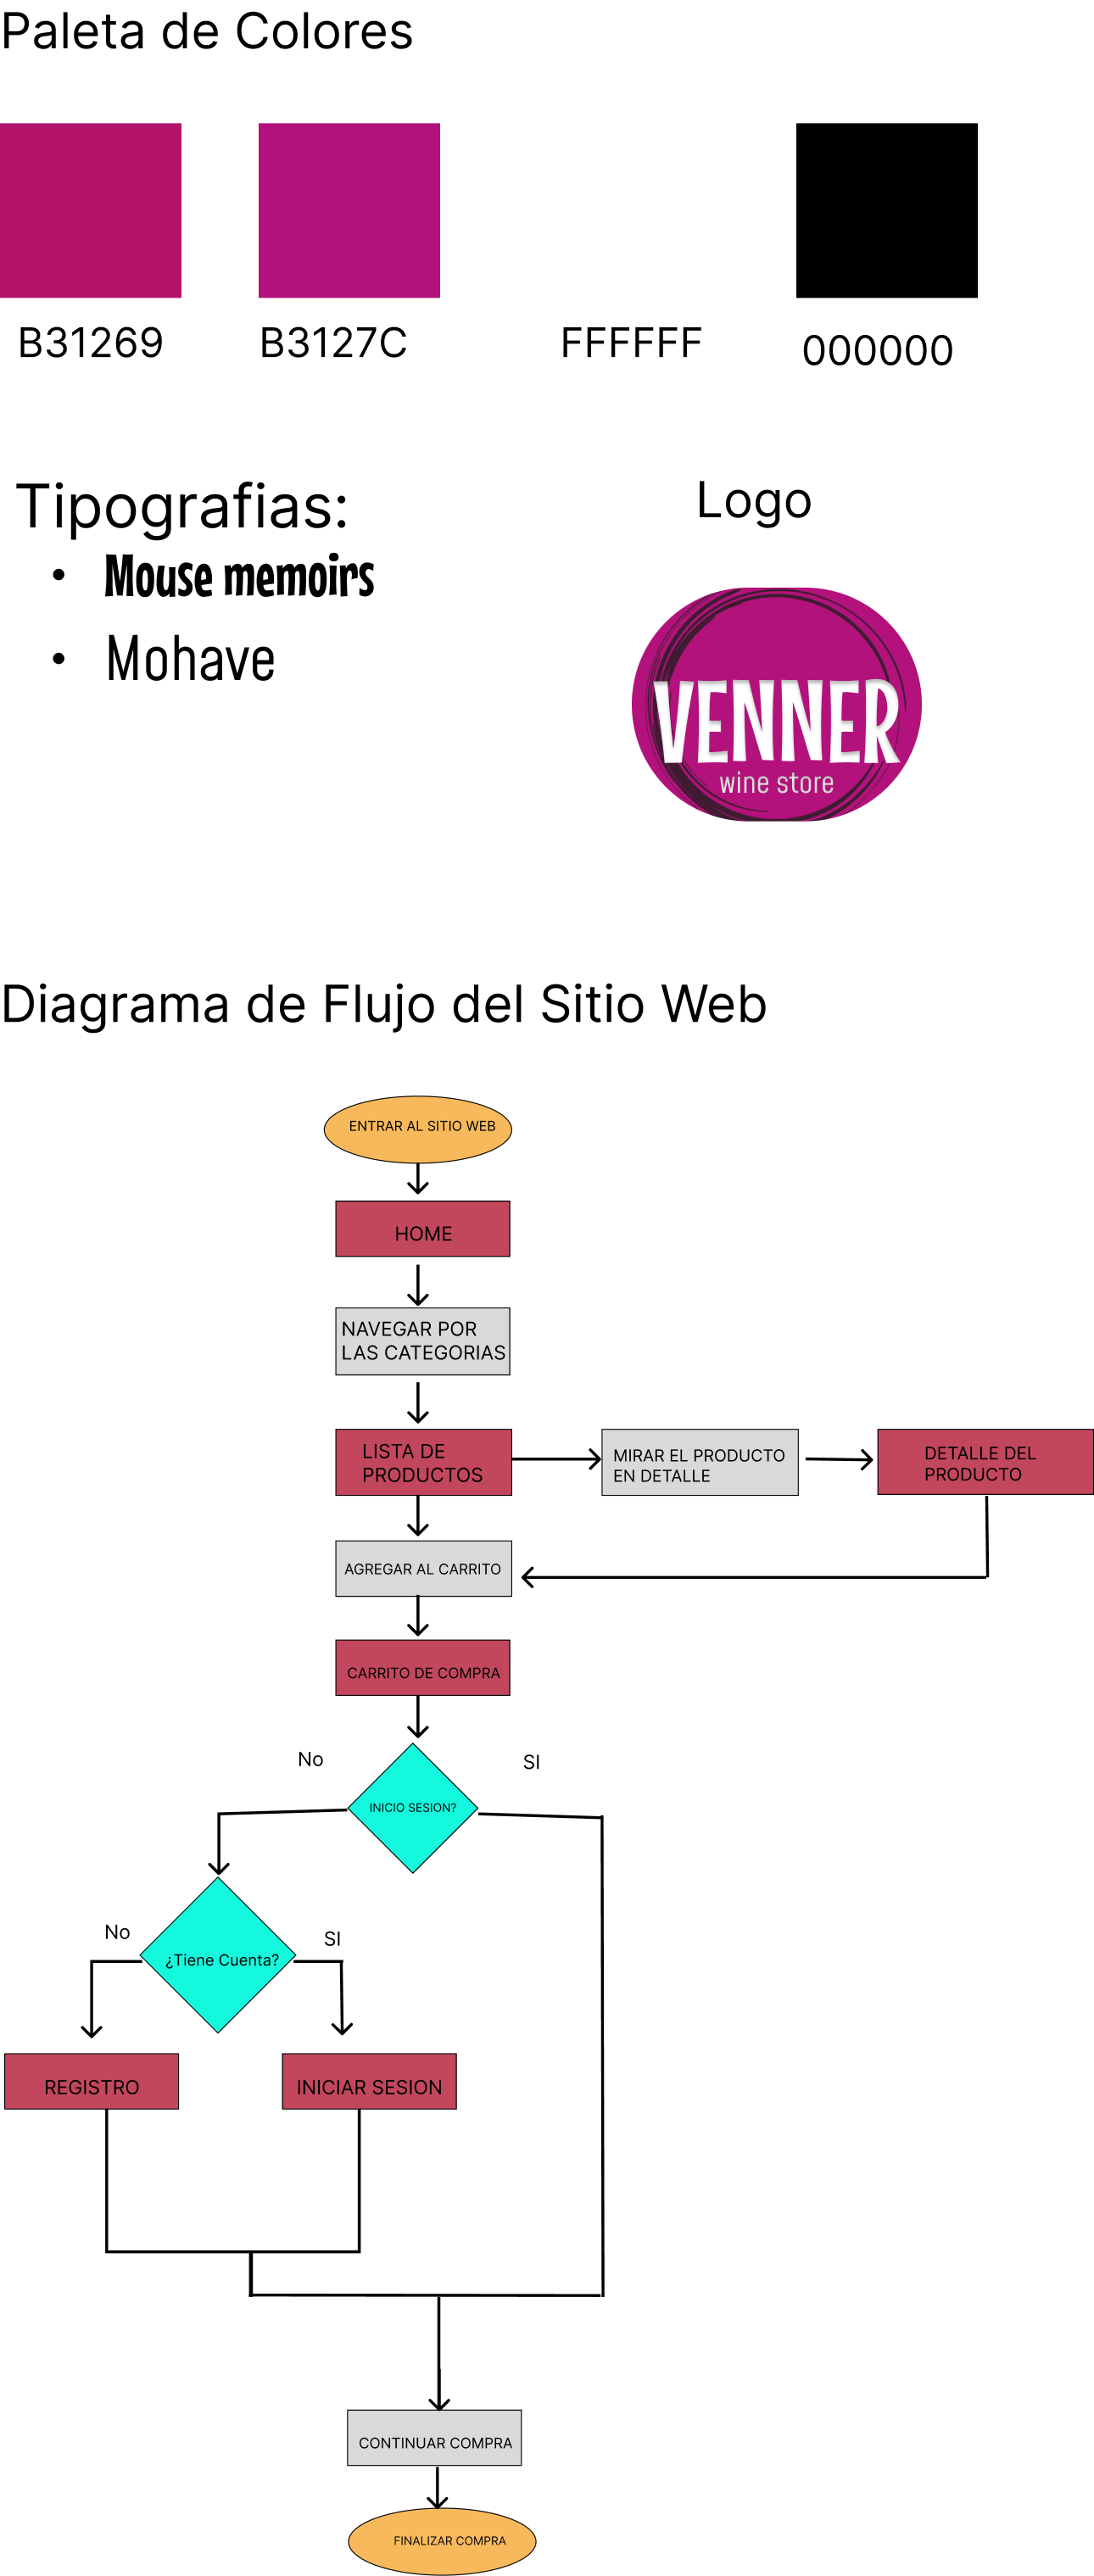 Paleta de Colores
B31269
B3127C
FFFFFF
000000
Tipografias:
• Mouse memoirs
• Mohave
Logo
VENNER
wine store
Diagrama de Flujo del Sitio Web
ENTRAR AL SITIO WEB
HOME
NAVEGAR POR
LAS CATEGORIAS
LISTA DE
PRODUCTOS
MIRAR EL PRODUCTO
EN DETALLE
DETALLE DEL
PRODUCTO
AGREGAR AL CARRITO
CARRITO DE COMPRA
No
SI
INICIO SESION?
No
SI
¿Tiene Cuenta?
REGISTRO
INICIAR SESION
CONTINUAR COMPRA
FINALIZAR COMPRA